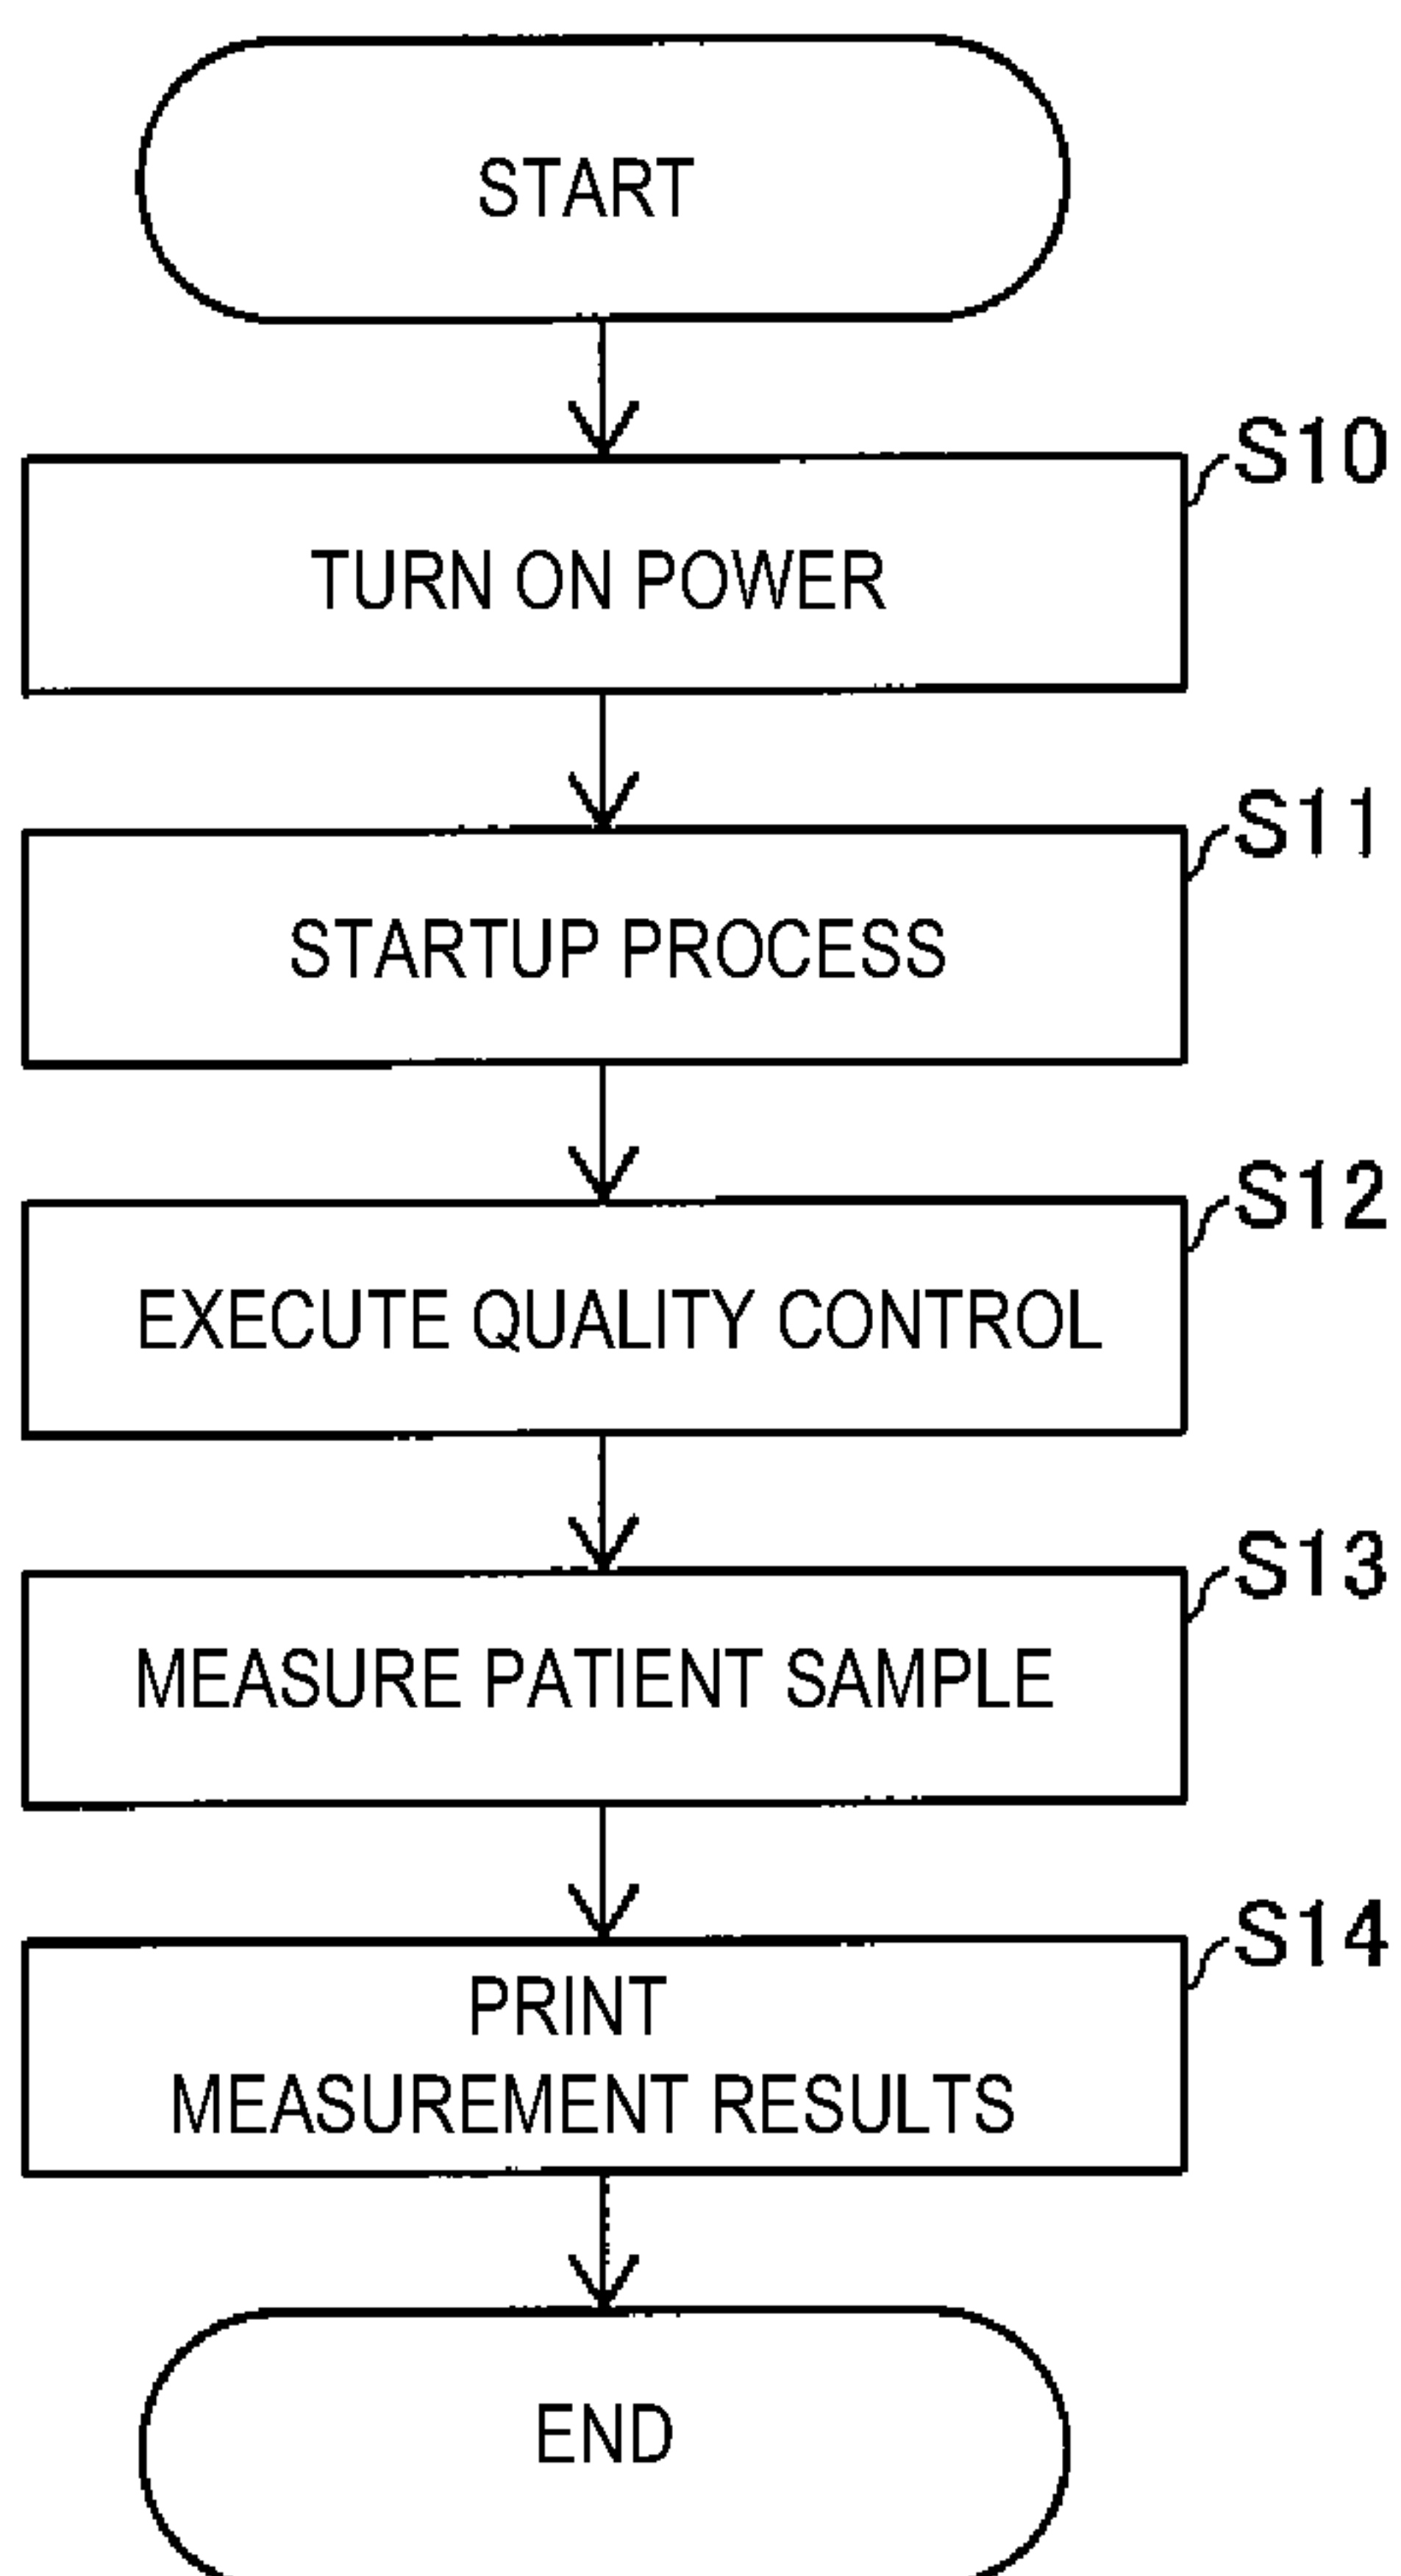 START
S10
TURN ON POWER
S11
STARTUP PROCESS
S12
EXECUTE QUALITY CONTROL
S13
MEASURE PATIENT SAMPLE
S14
PRINT
MEASUREMENT RESULTS
END